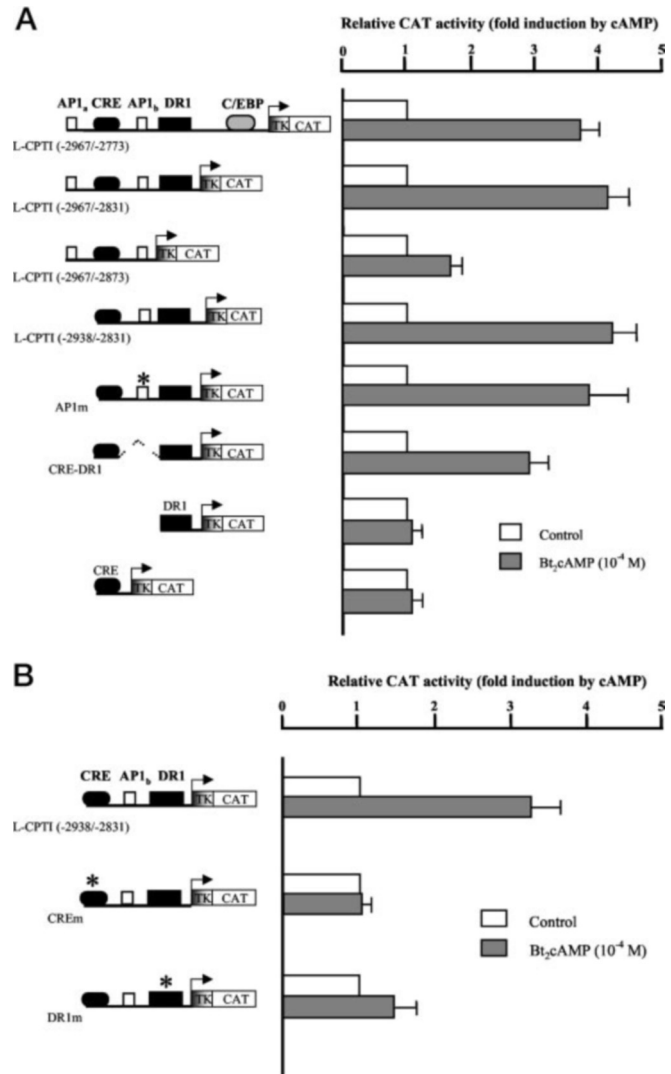 A
Relative CAT activity (fold induction by cAMP)
0 1 2 3 4 5
AP1a CRE AP1b DR1 C/EBP
TK CAT
L-CPTI (-2967/-2773)
TK CAT
L-CPTI (-2967/-2831)
TK CAT
L-CPTI (-2967/-2873)
TK CAT
L-CPTI (-2938/-2831)
*
TK CAT
AP1m
TK CAT
CRE-DR1
DR1
TK CAT
Control
CRE
Bt2cAMP (10-4 M)
TK CAT
B
Relative CAT activity (fold induction by cAMP)
0 1 2 3 4 5
CRE AP1b DR1
TK CAT
L-CPTI (-2938/-2831)
*
TK CAT
CREm
Control
Bt2cAMP (10-4 M)
*
TK CAT
DR1m